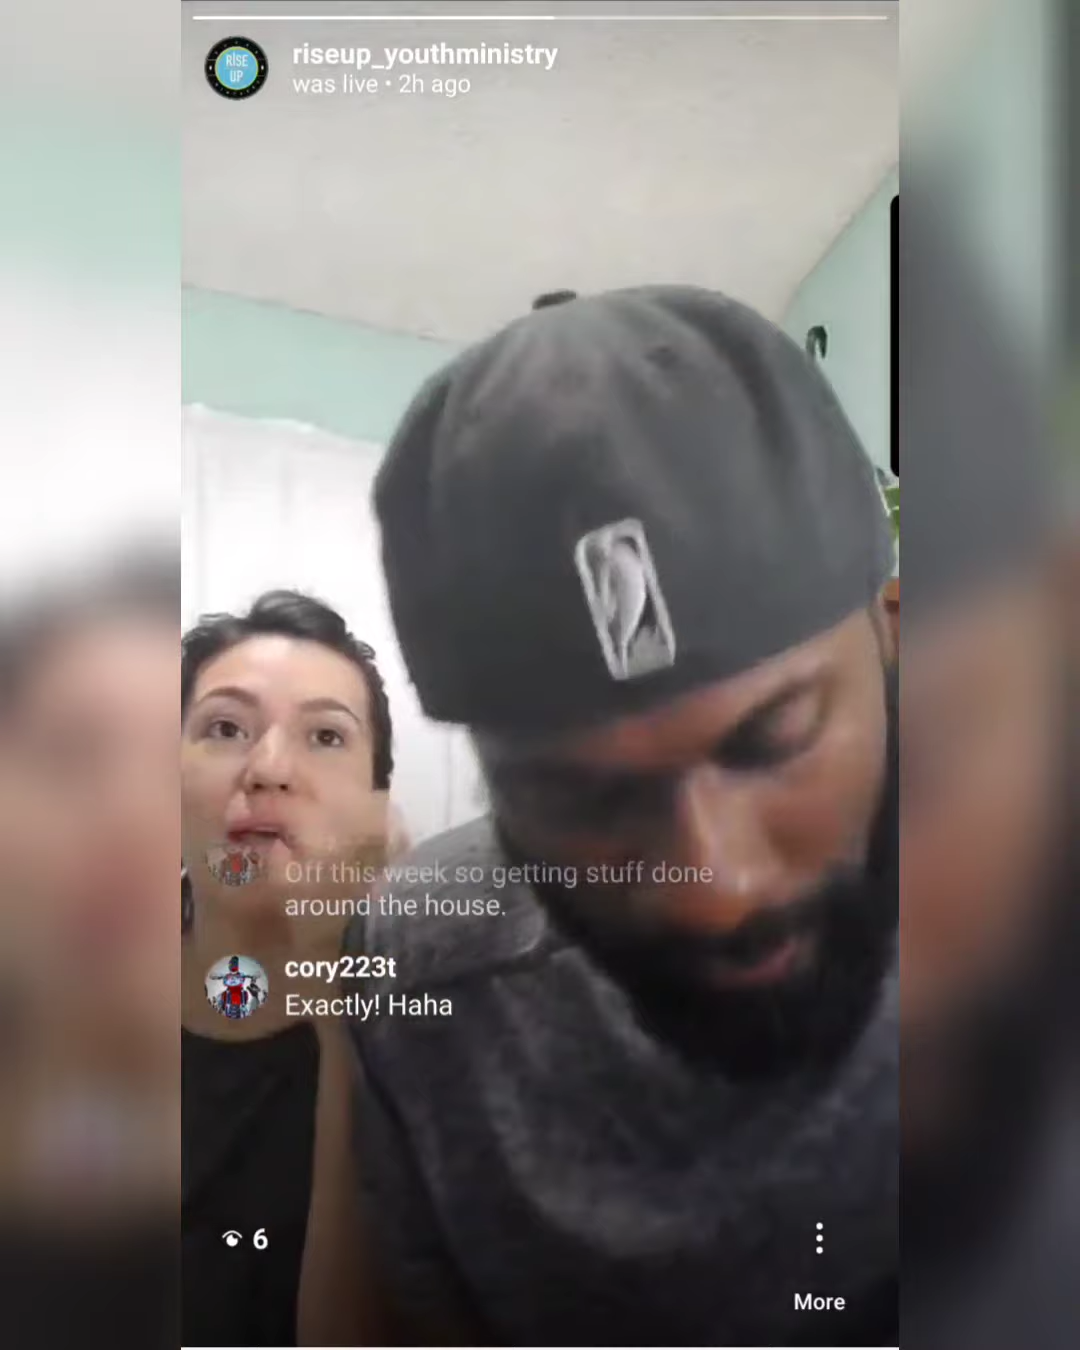 RISE
UP
riseup_youthministry
was live • 2h ago
Off this week so getting stuff done
around the house.
cory223t
Exactly! Haha
6
More